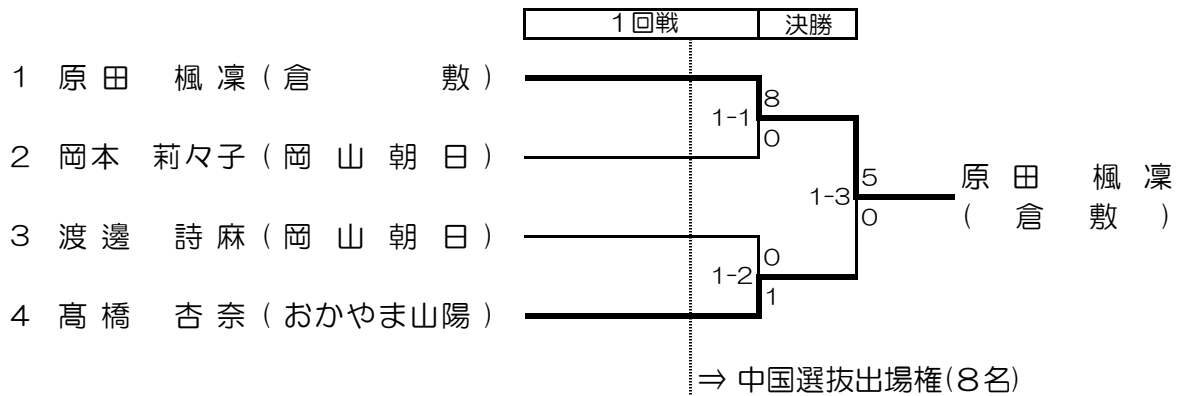 1回戦 決勝
1 原田 楓凜(倉敷)
8
1-1
0
2 岡本 莉々子(岡山朝日)
5
1-3
0
原田 楓凜
(倉敷)
3 渡邊 詩麻(岡山朝日)
0
1-2
1
4 髙橋 杏奈(おかやま山陽)
⇒ 中国選抜出場権(8名)